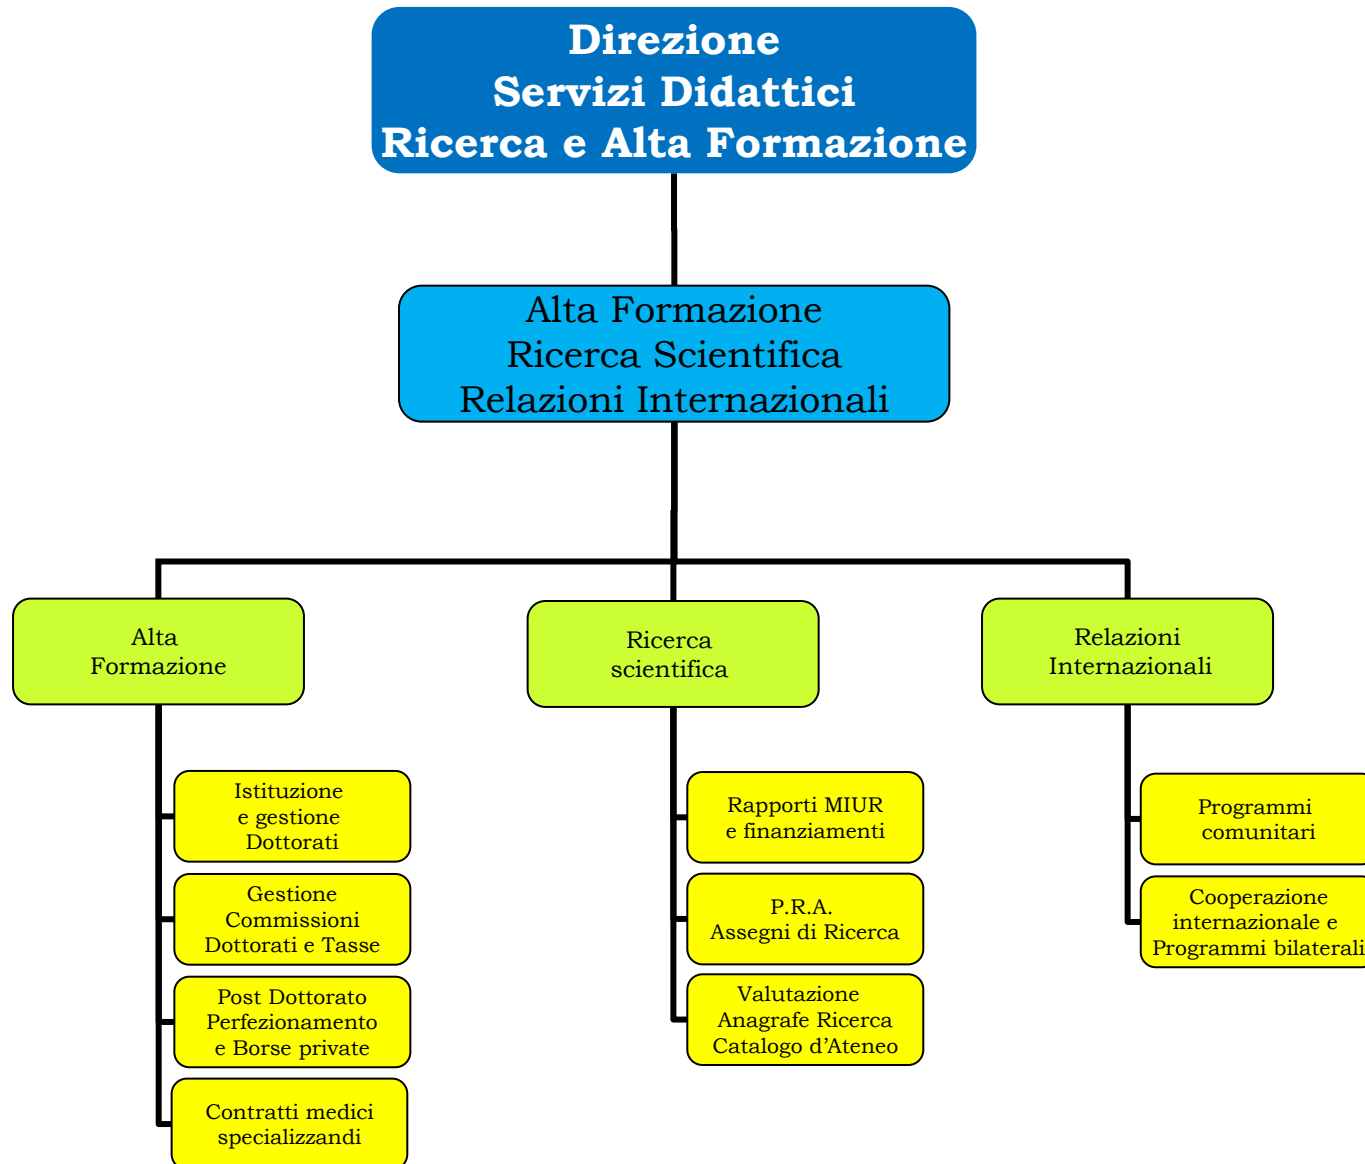 Direzione
Servizi Didattici
Ricerca e Alta Formazione
Alta Formazione
Ricerca Scientifica
Relazioni Internazionali
Alta
Formazione
Ricerca
scientifica
Relazioni
Internazionali
Istituzione
e gestione
Dottorati
Gestione
Commissioni
Dottorati e Tasse
Post Dottorato
Perfezionamento
e Borse private
Contratti medici
specializzandi
Rapporti MIUR
e finanziamenti
P.R.A.
Assegni di Ricerca
Valutazione
Anagrafe Ricerca
Catalogo d’Ateneo
Programmi
comunitari
Cooperazione
internazionale e
Programmi bilaterali